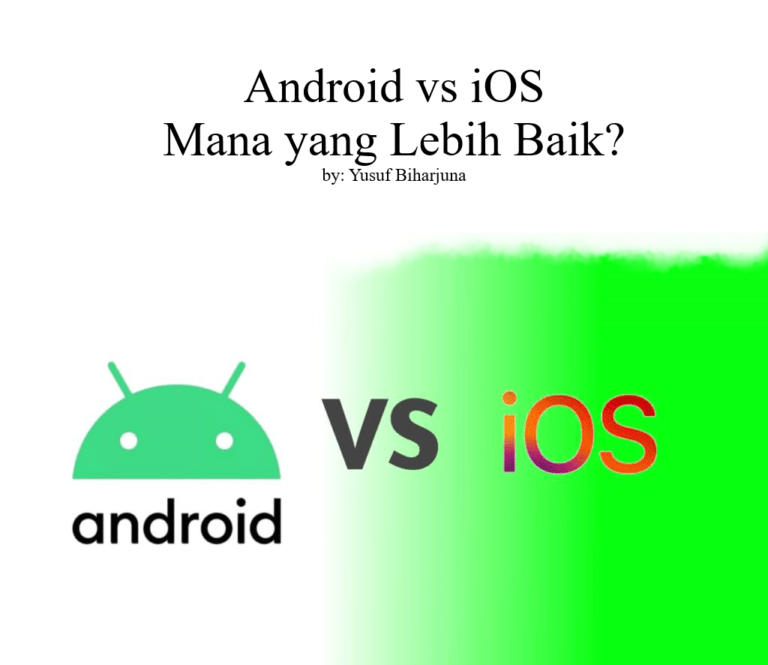 Android vs iOS
Mana yang Lebih Baik?
by: Yusuf Biharjuna
VS
iOS
android